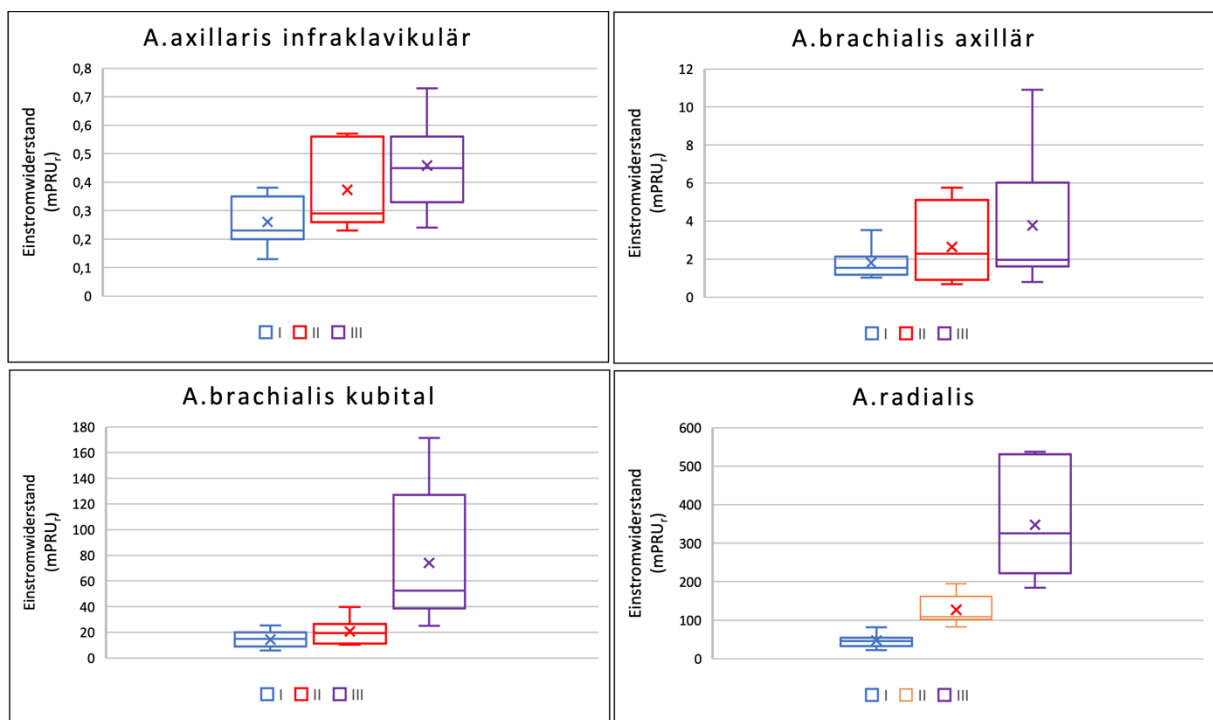 A.axillaris infraklavikulär
Einstromwiderstand
(mPRUr)
0,8
0,7
0,6
0,5
0,4
0,3
0,2
0,1
0
I II III
A.brachialis axillär
Einstromwiderstand
(mPRUr)
12
10
8
6
4
2
0
I II III
A.brachialis kubital
Einstromwiderstand
(mPRUr)
180
160
140
120
100
80
60
40
20
0
I II III
A.radialis
Einstromwiderstand
(mPRUr)
600
500
400
300
200
100
0
I II III